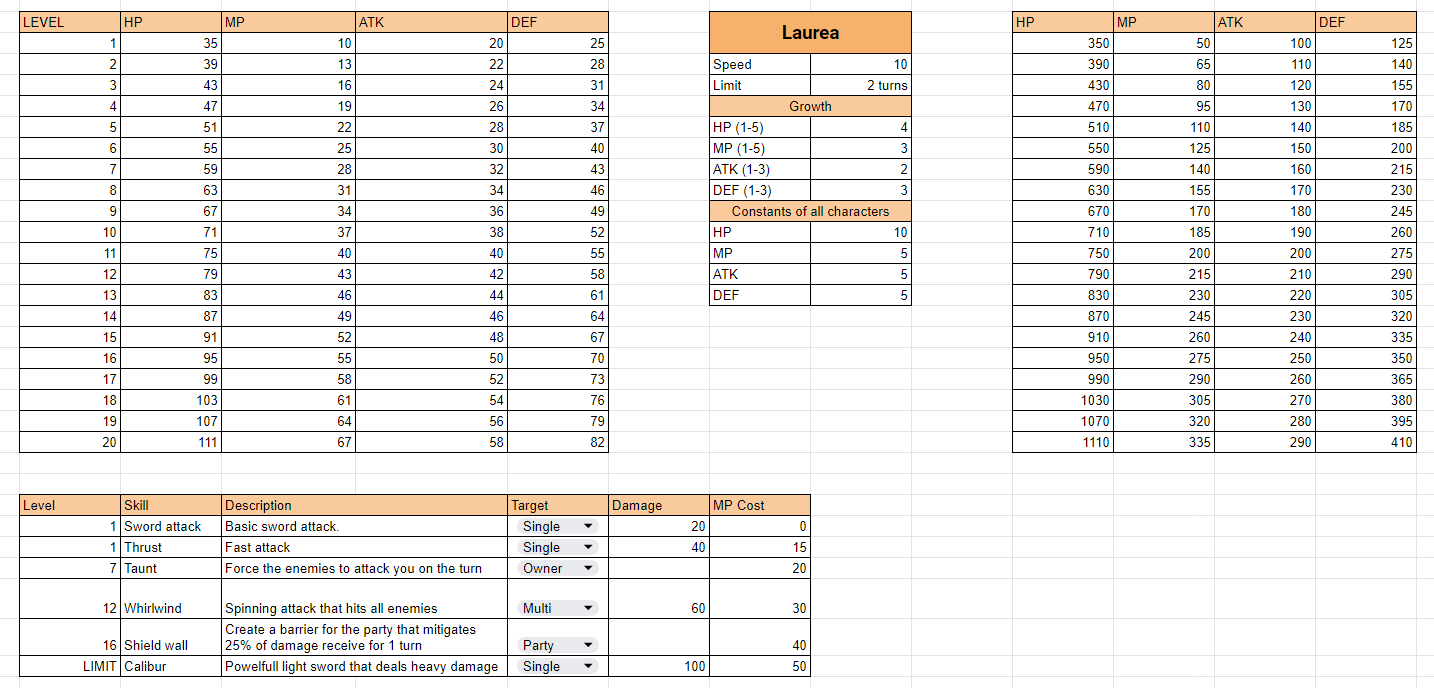 LEVEL HP MP ATK DEF
1 35 10 20 25
2 39 13 22 28
3 43 16 24 31
4 47 19 26 34
5 51 22 28 37
6 55 25 30 40
7 59 28 32 43
8 63 31 34 46
9 67 34 36 49
10 71 37 38 52
11 75 40 40 55
12 79 43 42 58
13 83 46 44 61
14 87 49 46 64
15 91 52 48 67
16 95 55 50 70
17 99 58 52 73
18 103 61 54 76
19 107 64 56 79
20 111 67 58 82
Laurea
Speed 10
Limit 2 turns
Growth
HP (1-5) 4
MP (1-5) 3
ATK (1-3) 2
DEF (1-3) 3
Constants of all characters
HP 10
MP 5
ATK 5
DEF 5
HP MP ATK DEF
350 50 100 125
390 65 110 140
430 80 120 155
470 95 130 170
510 110 140 185
550 125 150 200
590 140 160 215
630 155 170 230
670 170 180 245
710 185 190 260
750 200 200 275
790 215 210 290
830 230 220 305
870 245 230 320
910 260 240 335
950 275 250 350
990 290 260 365
1030 305 270 380
1070 320 280 395
1110 335 290 410
Level Skill Description Target Damage MP Cost
1 Sword attack Basic sword attack. Single 20 0
1 Thrust Fast attack Single 40 15
7 Taunt Force the enemies to attack you on the turn Owner 20
12 Whirlwind Spinning attack that hits all enemies Multi 60 30
Create a barrier for the party that mitigates
16 Shield wall 25% of damage receive for 1 turn Party 40
LIMIT Calibur Powelfull light sword that deals heavy damage Single 100 50